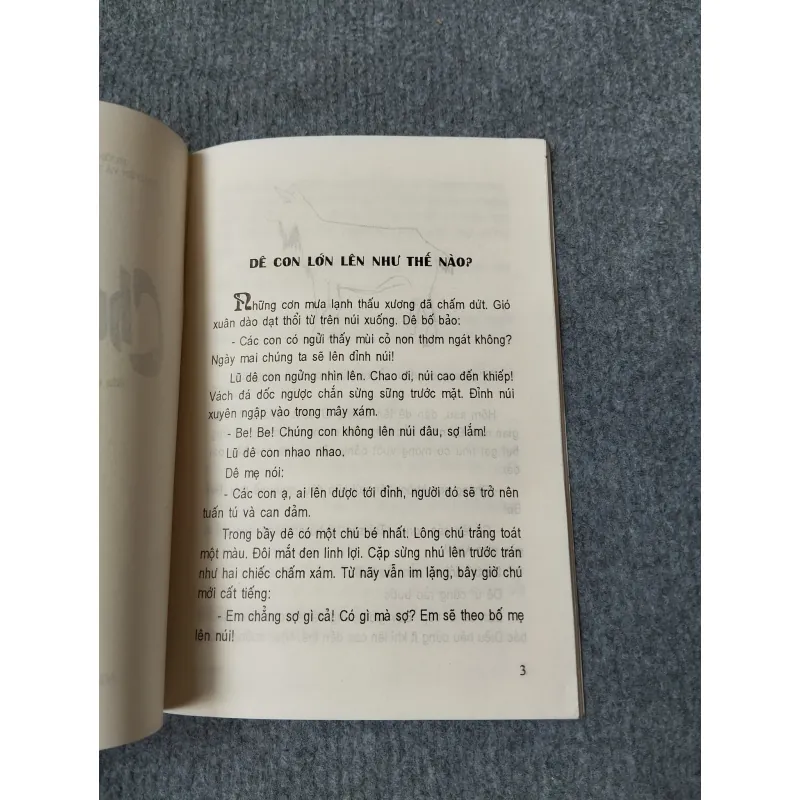 DÊ CON LỚN LÊN NHƯ THẾ NÀO?
Những cơn mưa lạnh thấu xương đã chấm dứt. Gió
xuân dào dạt thổi từ trên núi xuống. Dê bố bảo:
- Các con có ngửi thấy mùi cỏ non thơm ngát không?
Ngày mai chúng ta sẽ lên đỉnh núi!
Lũ dê con ngửng nhìn lên. Chao ơi, núi cao đến khiếp!
Vách đá dốc ngược chắn sừng sững trước mặt. Đỉnh núi
xuyên ngập vào trong mây xám.
- Be! Be! Chúng con không lên núi đâu, sợ lắm!
Lũ dê con nhao nhao.
Dê mẹ nói:
- Các con ạ, ai lên được tới đỉnh, người đó sẽ trở nên
tuấn tú và can đảm.
Trong bầy dê có một chú bé nhất. Lông chú trắng toát
một màu. Đôi mắt đen linh lợi. Cặp sừng nhú lên trước trán
như hai chiếc chấm xám. Từ nãy vẫn im lặng, bây giờ chú
mới cất tiếng:
- Em chẳng sợ gì cả! Có gì mà sợ? Em sẽ theo bố mẹ
lên núi!
3